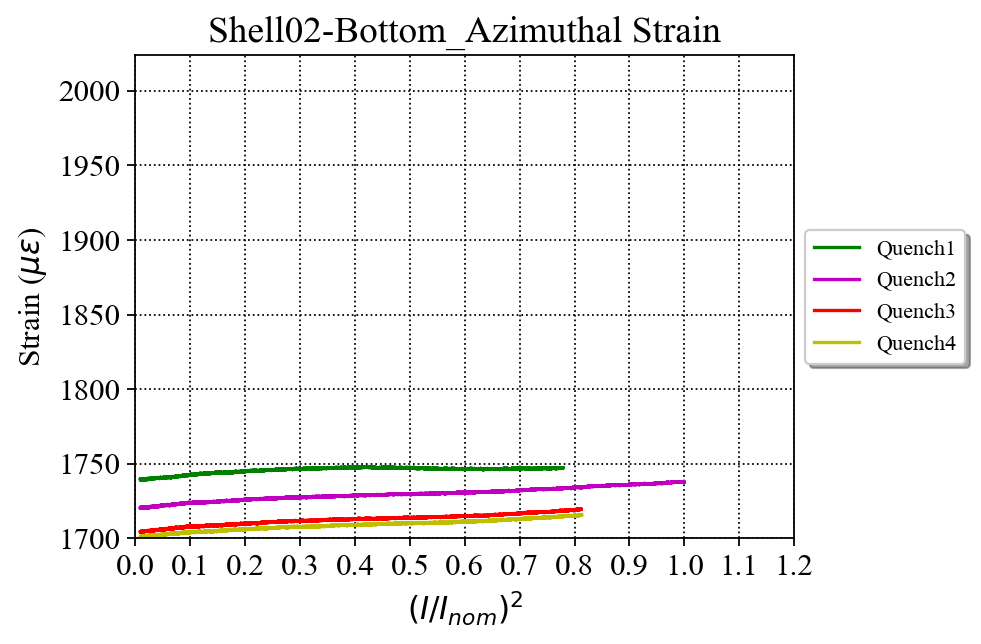 Shell02-Bottom_Azimuthal Strain
2000
1950
1900
1850
1800
1750
1700
Strain (με)
0.0 0.1 0.2 0.3 0.4 0.5 0.6 0.7 0.8 0.9 1.0 1.1 1.2
(I/I_nom)²
Quench1
Quench2
Quench3
Quench4